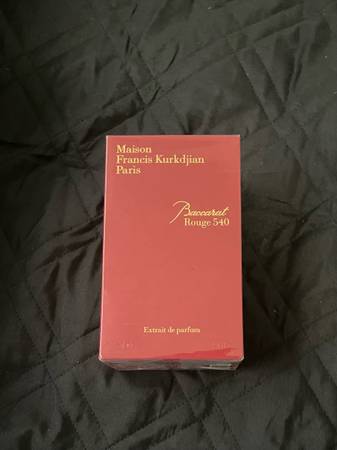 Maison
Francis Kurkdjian
Paris
Baccarat
Rouge 540
Extrait de parfum